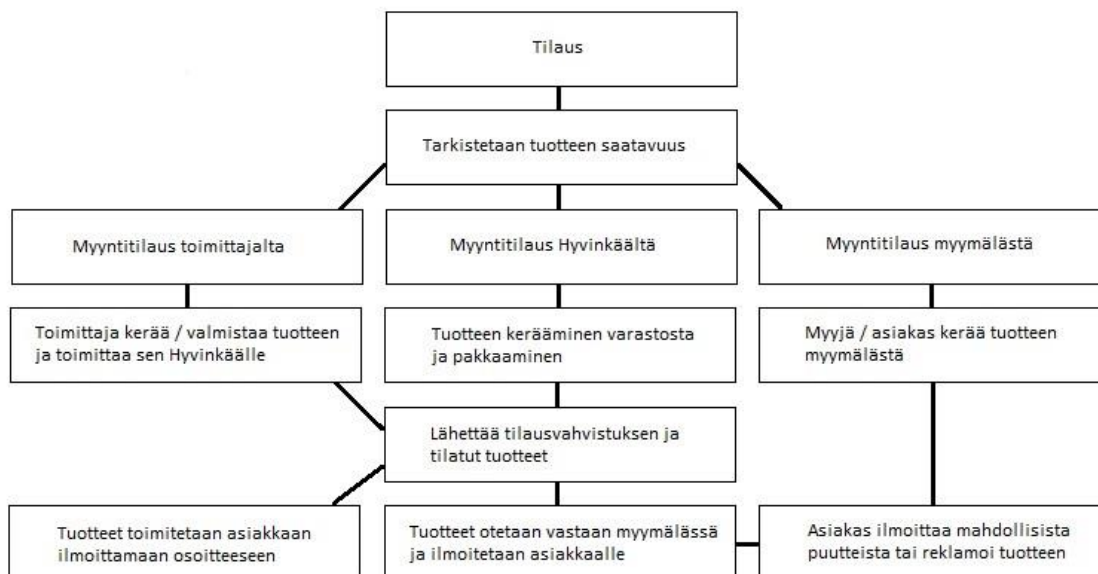 Tilaus
Tarkistetaan tuotteen saatavuus
Myyntitilaus toimittajalta
Myyntitilaus Hyvinkäältä
Myyntitilaus myymälästä
Toimittaja kerää / valmistaa tuotteen
ja toimittaa sen Hyvinkäälle
Tuotteen kerääminen varastosta
ja pakkaaminen
Myyjä / asiakas kerää tuotteen
myymälästä
Lähettää tilausvahvistuksen ja
tilatut tuotteet
Tuotteet toimitetaan asiakkaan
ilmoittamaan osoitteeseen
Tuotteet otetaan vastaan myymälässä
ja ilmoitetaan asiakkaalle
Asiakas ilmoittaa mahdollisista
puutteista tai reklamoi tuotteen